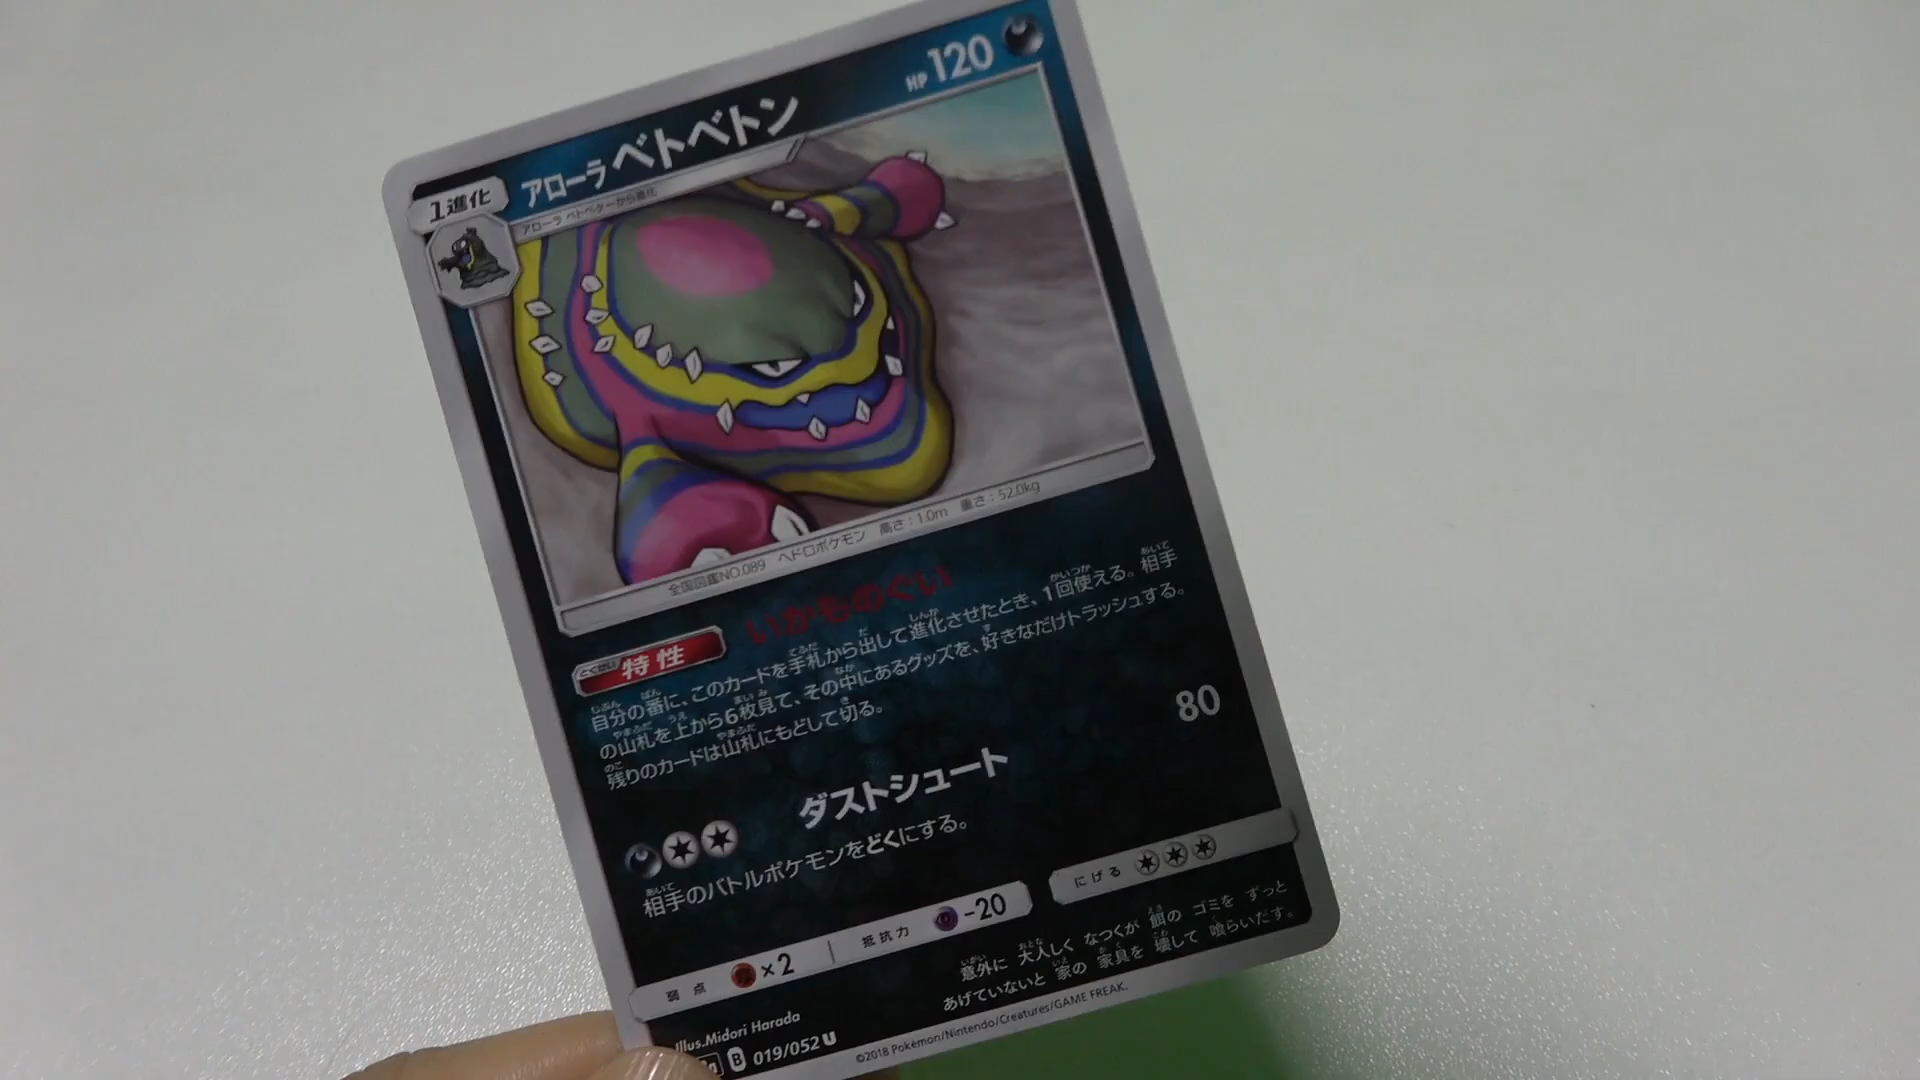 1進化
アローラ ベトベトン
HP 120
アローラ ベトベターから進化
全国図鑑NO.089 ヘドロポケモン 高さ:1.0m 重さ:52.0kg
とくせい 特性 いかものぐい
自分の番に、このカードを手札から出して進化させたとき、1回使える。相手
の山札を上から6枚見て、その中にあるグッズを、好きなだけトラッシュする。
残りのカードは山札にもどして切る。
ダストシュート 80
相手のバトルポケモンをどくにする。
弱点 ×2 抵抗力 -20 にげる
意外に 大人しく なつくが 餌の ゴミを ずっと
あげていないと 家の 家具を 壊して 喰らいだす。
Illus.Midori Harada
B 019/052 U
©2018 Pokémon/Nintendo/Creatures/GAME FREAK.